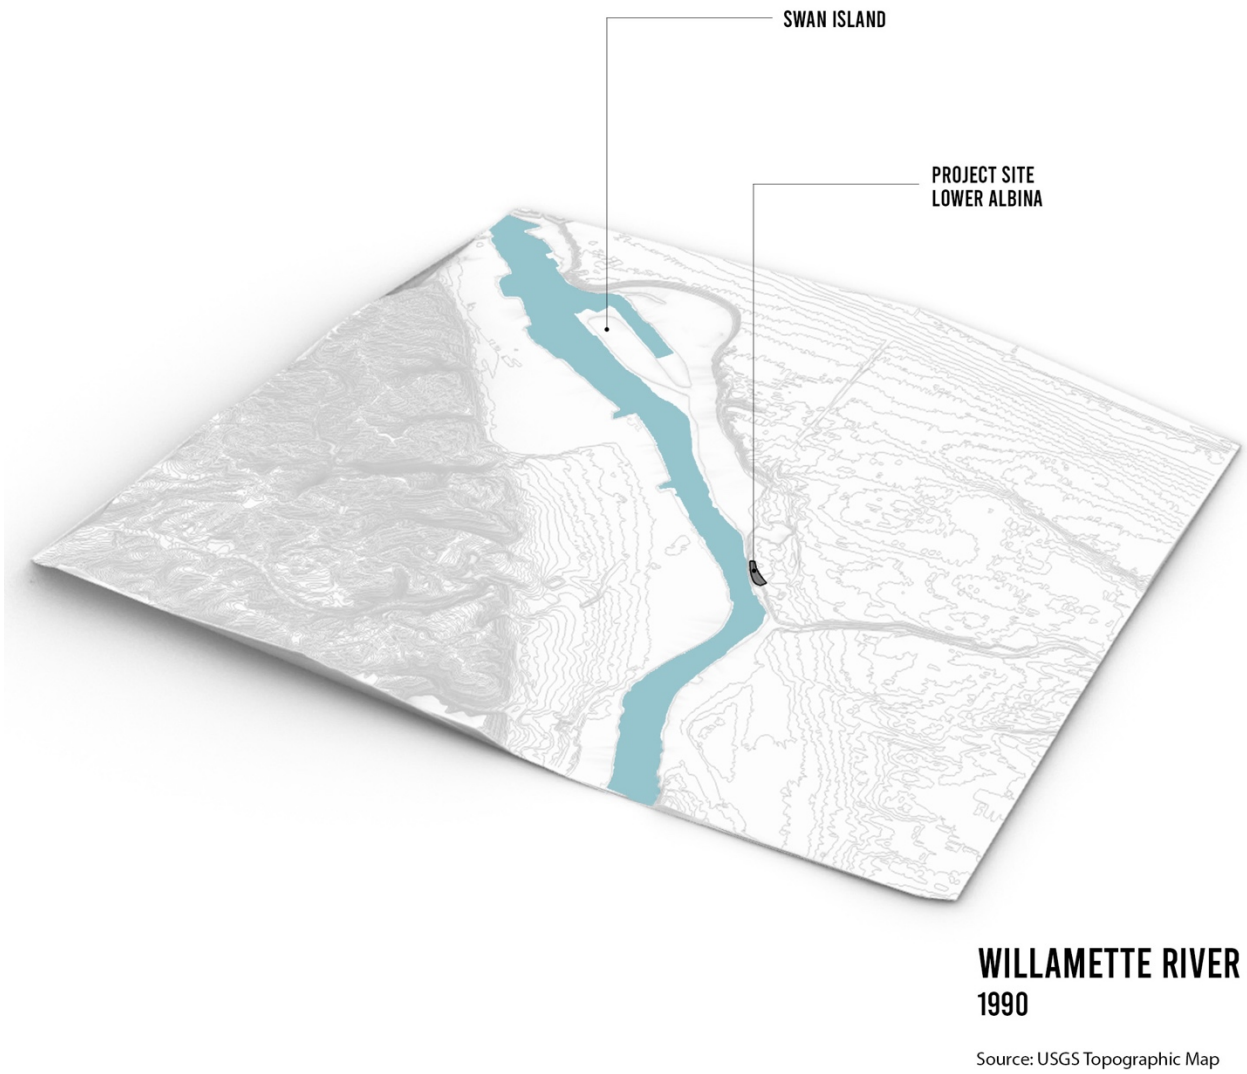 SWAN ISLAND
PROJECT SITE
LOWER ALBINA
WILLAMETTE RIVER
1990
Source: USGS Topographic Map